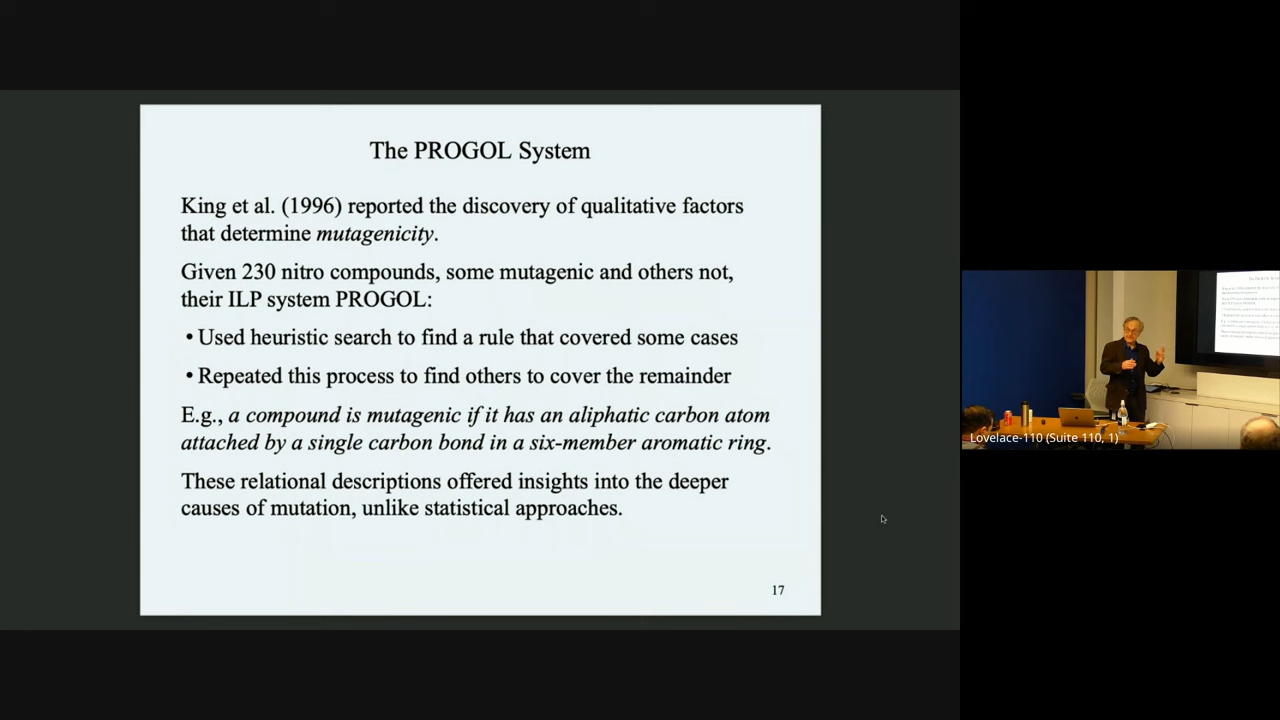 The PROGOL System
King et al. (1996) reported the discovery of qualitative factors
that determine mutagenicity.
Given 230 nitro compounds, some mutagenic and others not,
their ILP system PROGOL:
• Used heuristic search to find a rule that covered some cases
• Repeated this process to find others to cover the remainder
E.g., a compound is mutagenic if it has an aliphatic carbon atom
attached by a single carbon bond in a six-member aromatic ring.
These relational descriptions offered insights into the deeper
causes of mutation, unlike statistical approaches.
17
Lovelace-110 (Suite 110, 1)